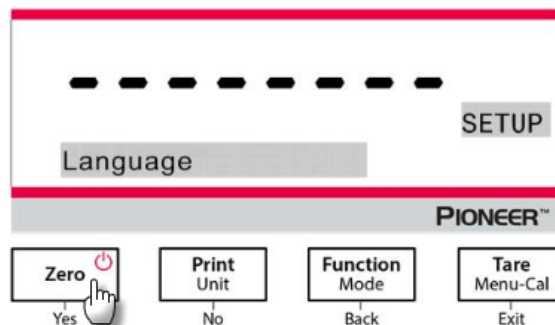 SETUP
Language
PIONEER™
Zero Print Function Tare
Unit Mode Menu-Cal
Yes No Back Exit